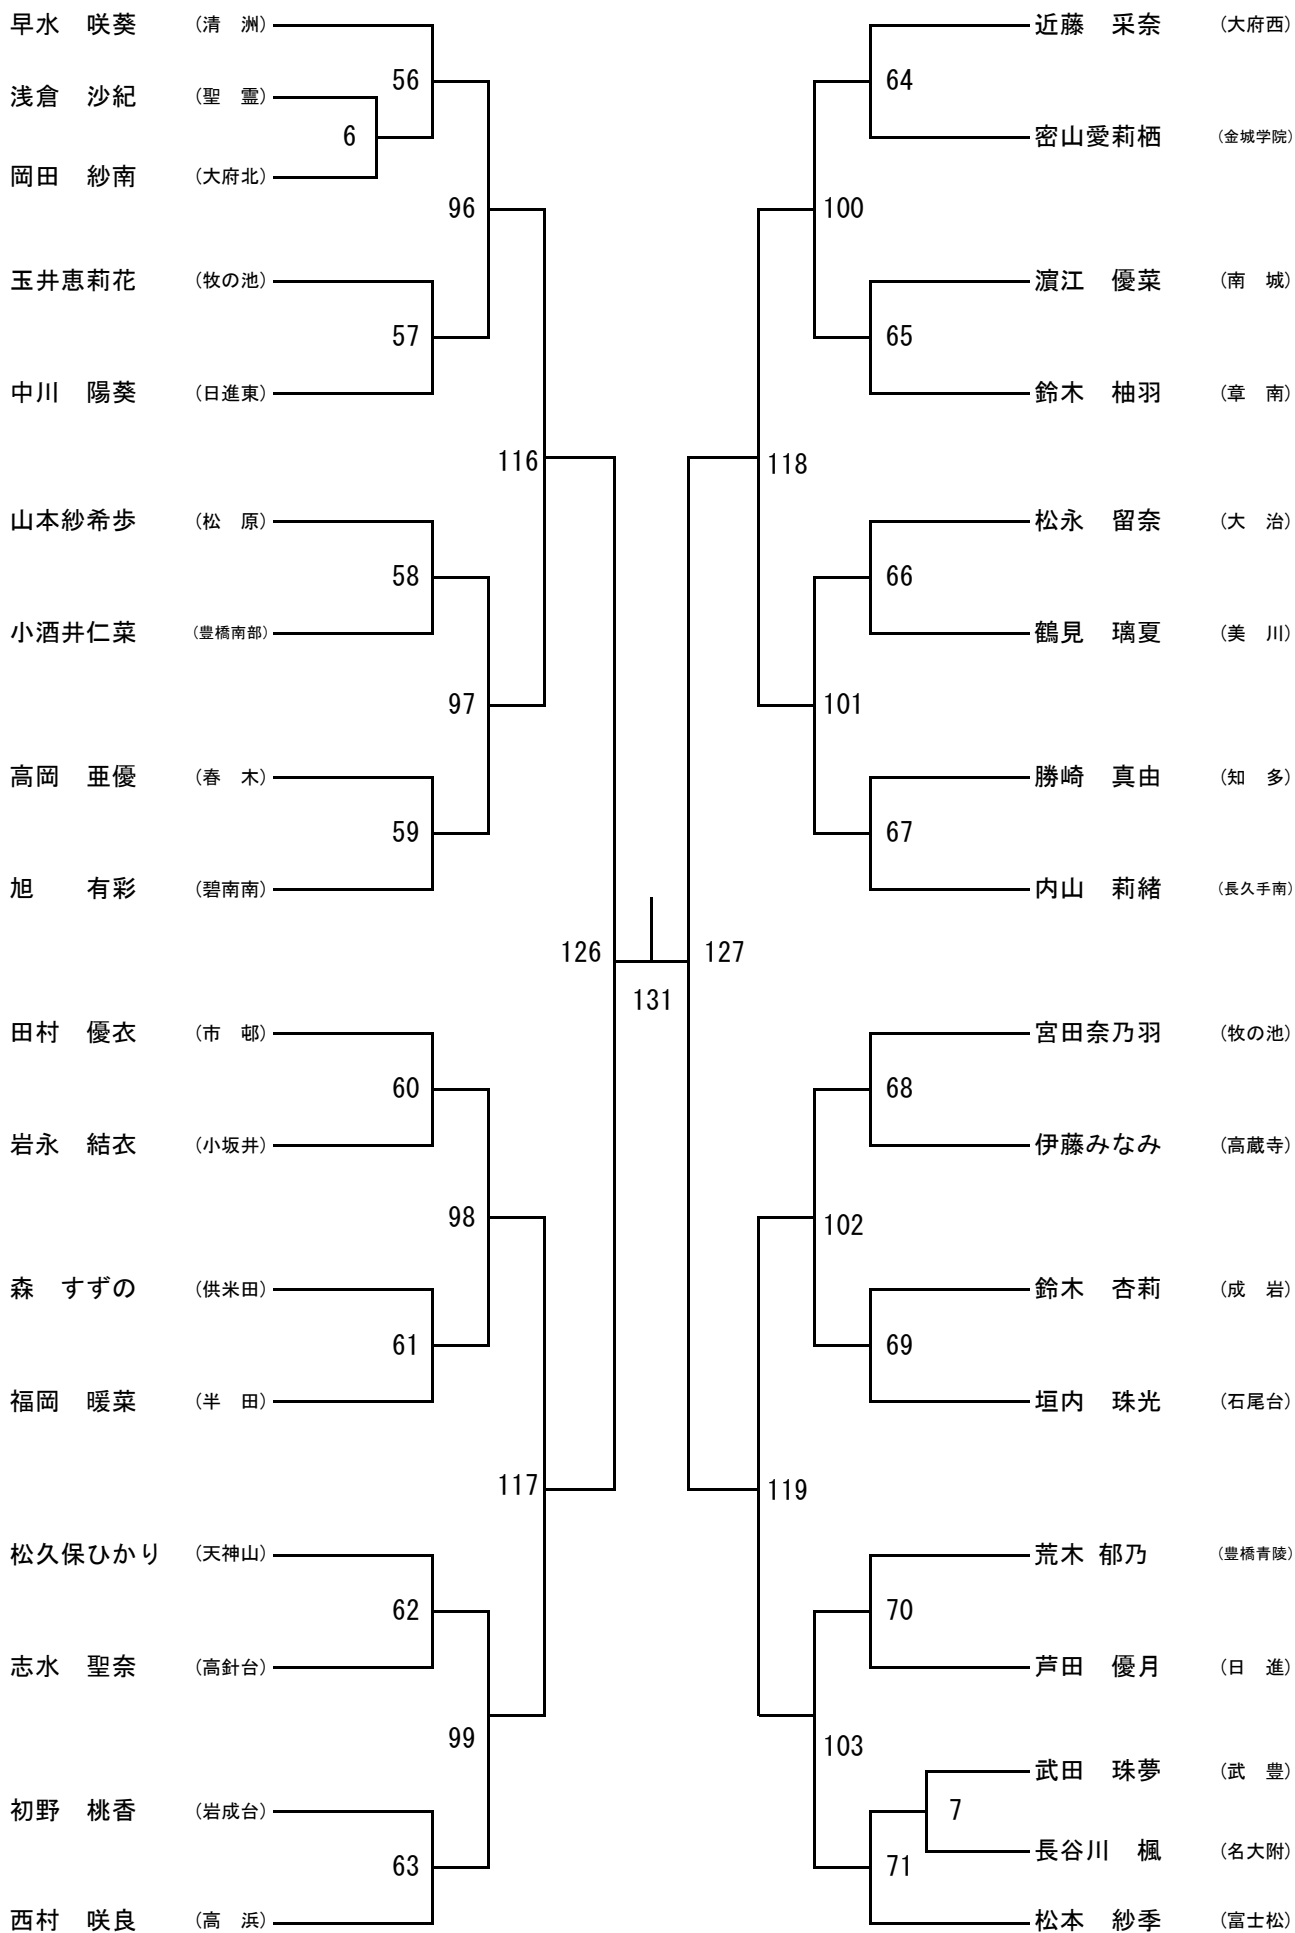 早水　咲葵　（清　洲）　近藤　采奈　（大府西）
56　64
浅倉　沙紀　（聖　霊）
6　密山愛莉栖　（金城学院）
岡田　紗南　（大府北）
96　100
玉井恵莉花　（牧の池）　濵江　優菜　（南　城）
57　65
中川　陽葵　（日進東）　鈴木　柚羽　（章　南）
116　118
山本紗希歩　（松　原）　松永　留奈　（大　治）
58　66
小酒井仁菜　（豊橋南部）　鶴見　璃夏　（美　川）
97　101
高岡　亜優　（春　木）　勝崎　真由　（知　多）
59　67
旭　　有彩　（碧南南）　内山　莉緒　（長久手南）
126　127
131
田村　優衣　（市　邨）　宮田奈乃羽　（牧の池）
60　68
岩永　結衣　（小坂井）　伊藤みなみ　（高蔵寺）
98　102
森　すずの　（供米田）　鈴木　杏莉　（成　岩）
61　69
福岡　暖菜　（半　田）　垣内　珠光　（石尾台）
117　119
松久保ひかり　（天神山）　荒木 郁乃　（豊橋青陵）
62　70
志水　聖奈　（高針台）　芦田　優月　（日　進）
99　103
武田　珠夢　（武　豊）
初野　桃香　（岩成台）　7
長谷川　楓　（名大附）
63　71
西村　咲良　（高　浜）　松本　紗季　（富士松）